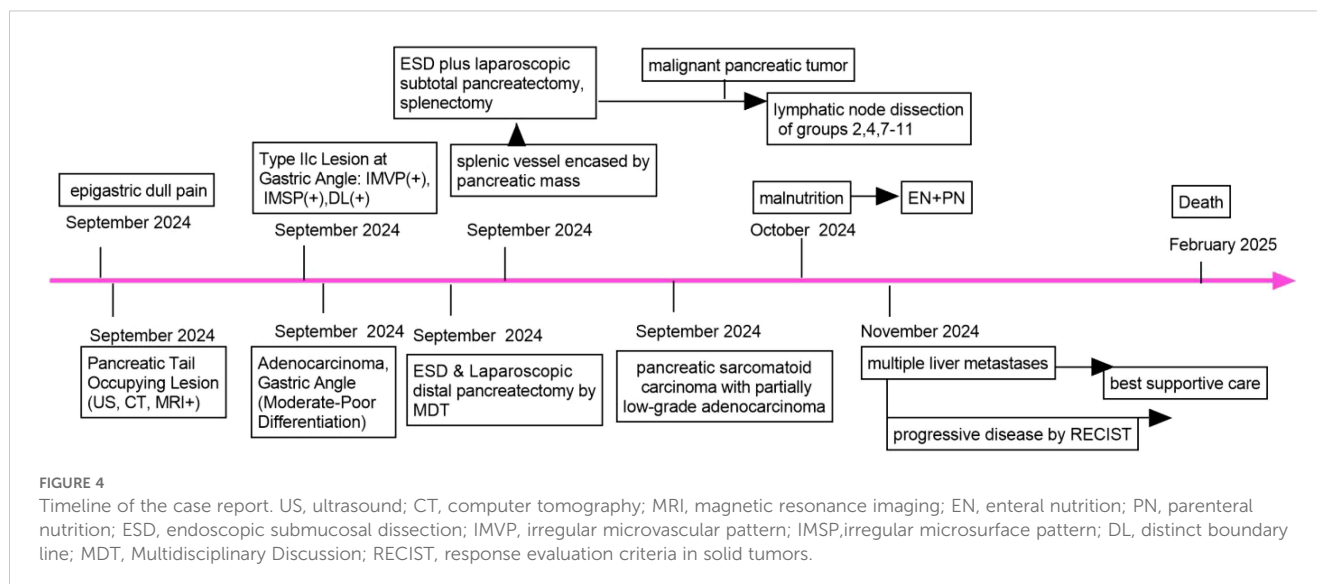 ESD plus laparoscopic
subtotal pancreatectomy,
splenectomy
malignant pancreatic tumor
lymphatic node dissection
of groups 2,4,7-11
splenic vessel encased by
pancreatic mass
Type IIc Lesion at
Gastric Angle: IMVP(+),
IMSP(+),DL(+)
epigastric dull pain
malnutrition
EN+PN
Death
September 2024
September 2024
September 2024
October 2024
February 2025
September 2024
Pancreatic Tail
Occupying Lesion
(US, CT, MRI+)
September 2024
Adenocarcinoma,
Gastric Angle
(Moderate-Poor
Differentiation)
September 2024
ESD & Laparoscopic
distal pancreatectomy by
MDT
September 2024
pancreatic sarcomatoid
carcinoma with partially
low-grade adenocarcinoma
November 2024
multiple liver metastases
best supportive care
progressive disease by RECIST
FIGURE 4
Timeline of the case report. US, ultrasound; CT, computer tomography; MRI, magnetic resonance imaging; EN, enteral nutrition; PN, parenteral
nutrition; ESD, endoscopic submucosal dissection; IMVP, irregular microvascular pattern; IMSP,irregular microsurface pattern; DL, distinct boundary
line; MDT, Multidisciplinary Discussion; RECIST, response evaluation criteria in solid tumors.